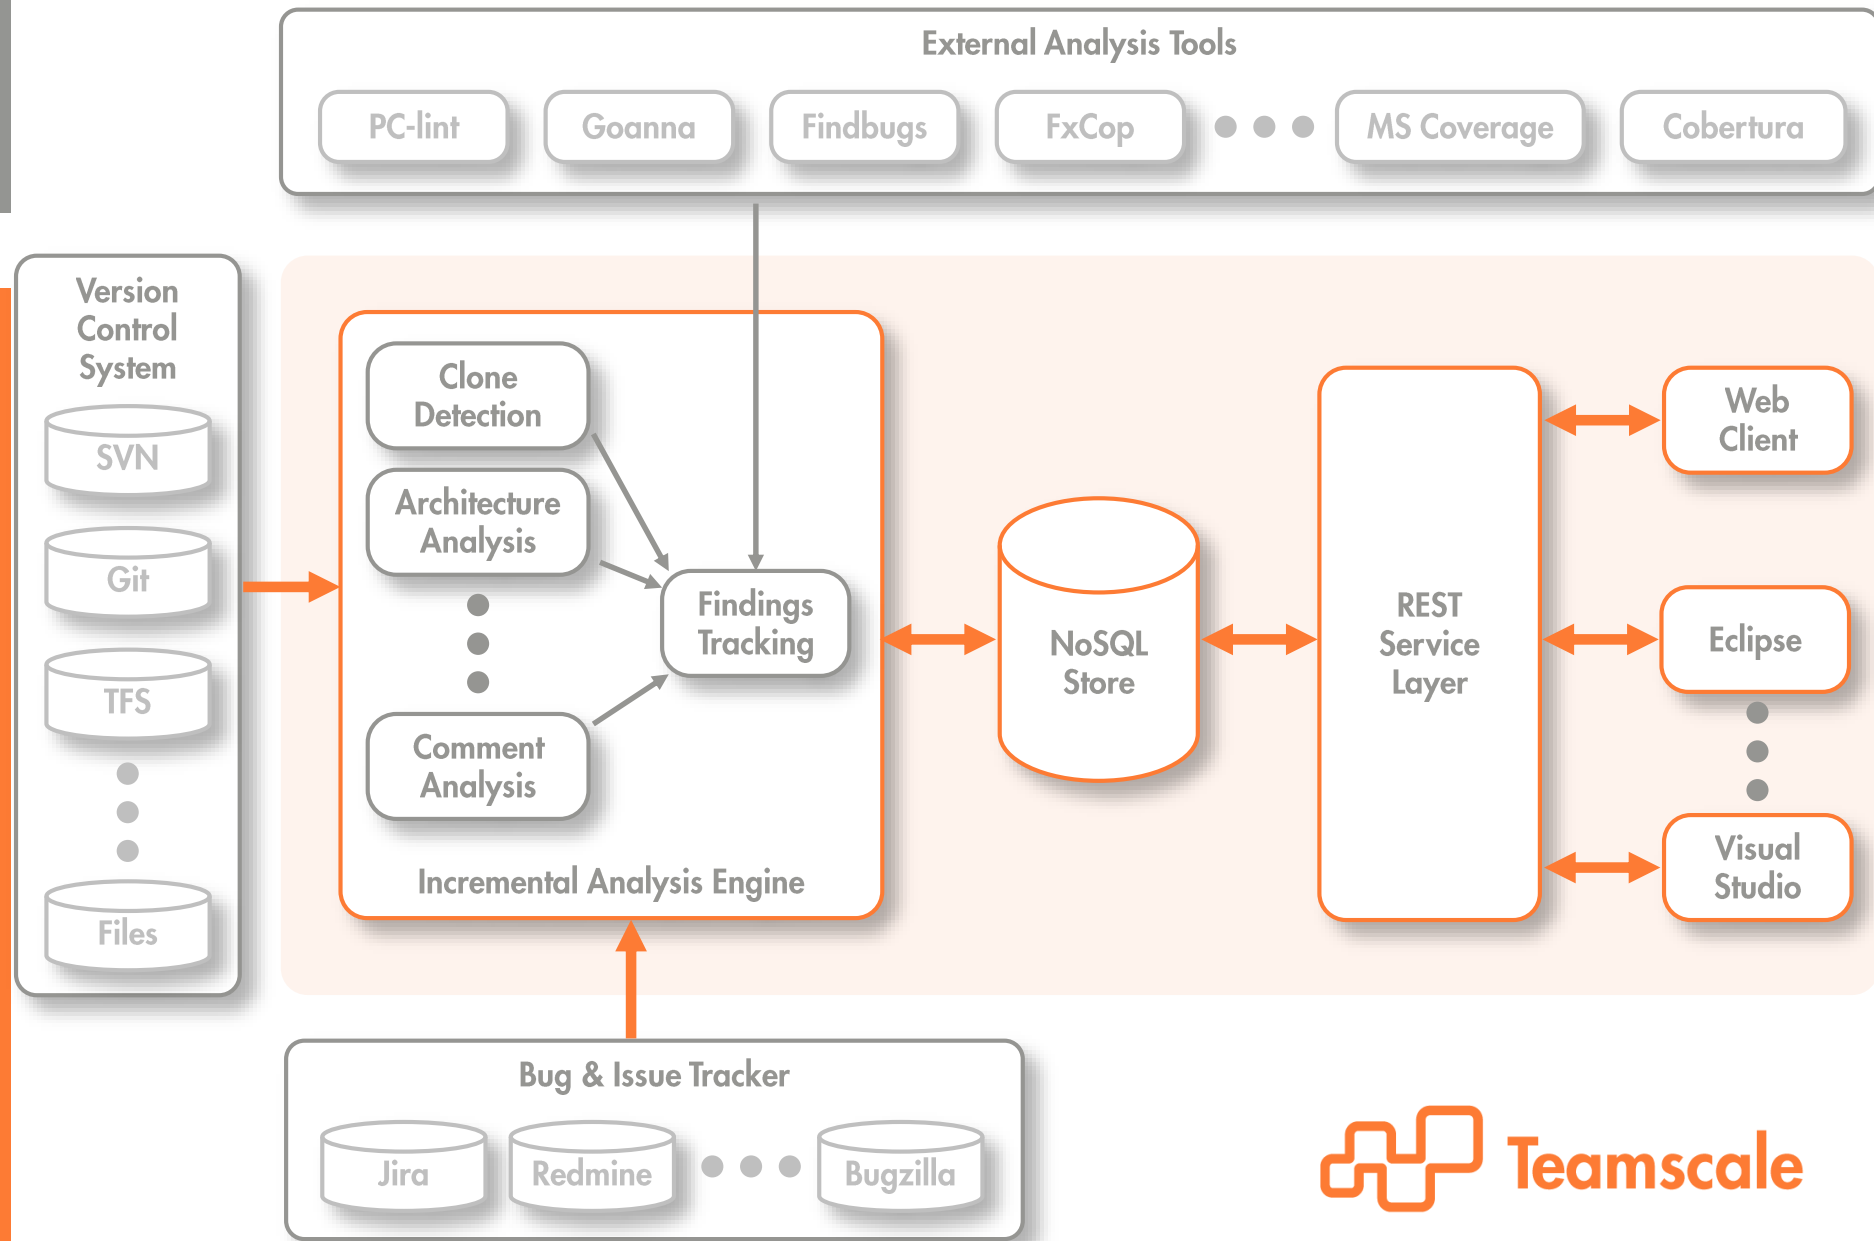 External Analysis Tools
PC-lint
Goanna
Findbugs
FxCop
MS Coverage
Cobertura
Version
Control
System
SVN
Git
TFS
Files
Clone
Detection
Architecture
Analysis
Comment
Analysis
Findings
Tracking
Incremental Analysis Engine
NoSQL
Store
REST
Service
Layer
Web
Client
Eclipse
Visual
Studio
Bug & Issue Tracker
Jira
Redmine
Bugzilla
Teamscale